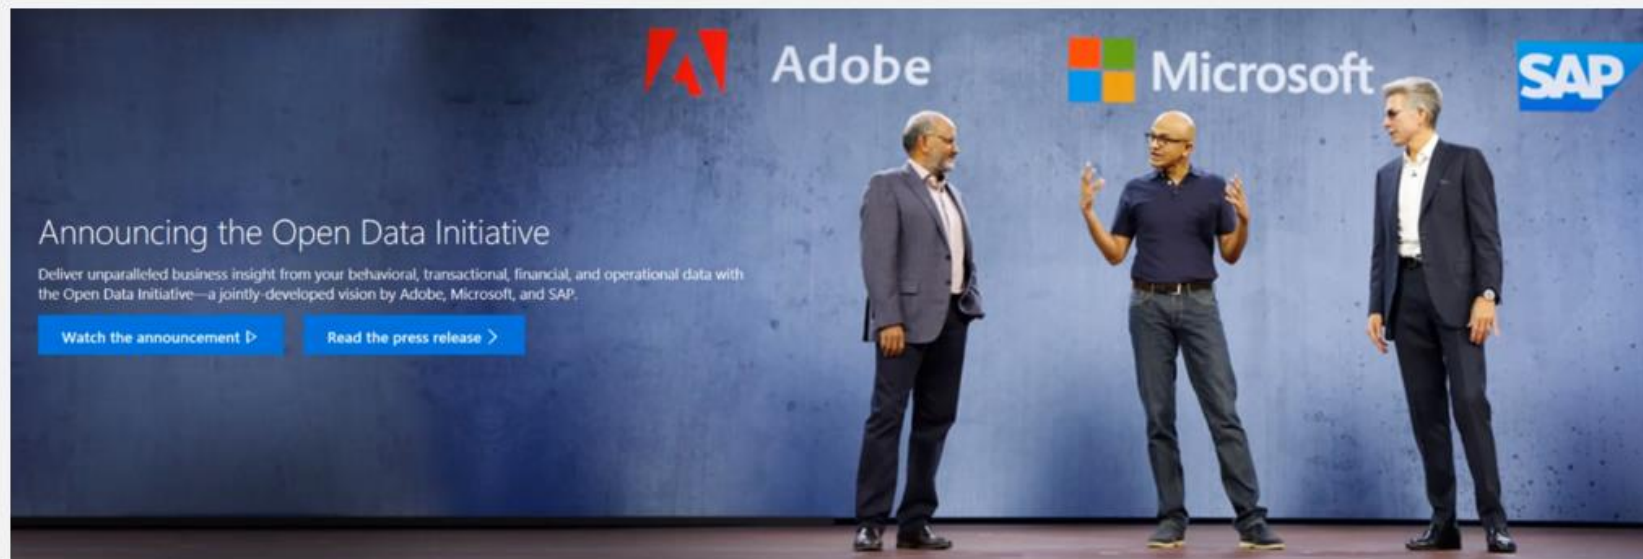 Adobe
Microsoft
SAP
Announcing the Open Data Initiative
Deliver unparalleled business insight from your behavioral, transactional, financial, and operational data with
the Open Data Initiative—a jointly-developed vision by Adobe, Microsoft, and SAP.
Watch the announcement
Read the press release